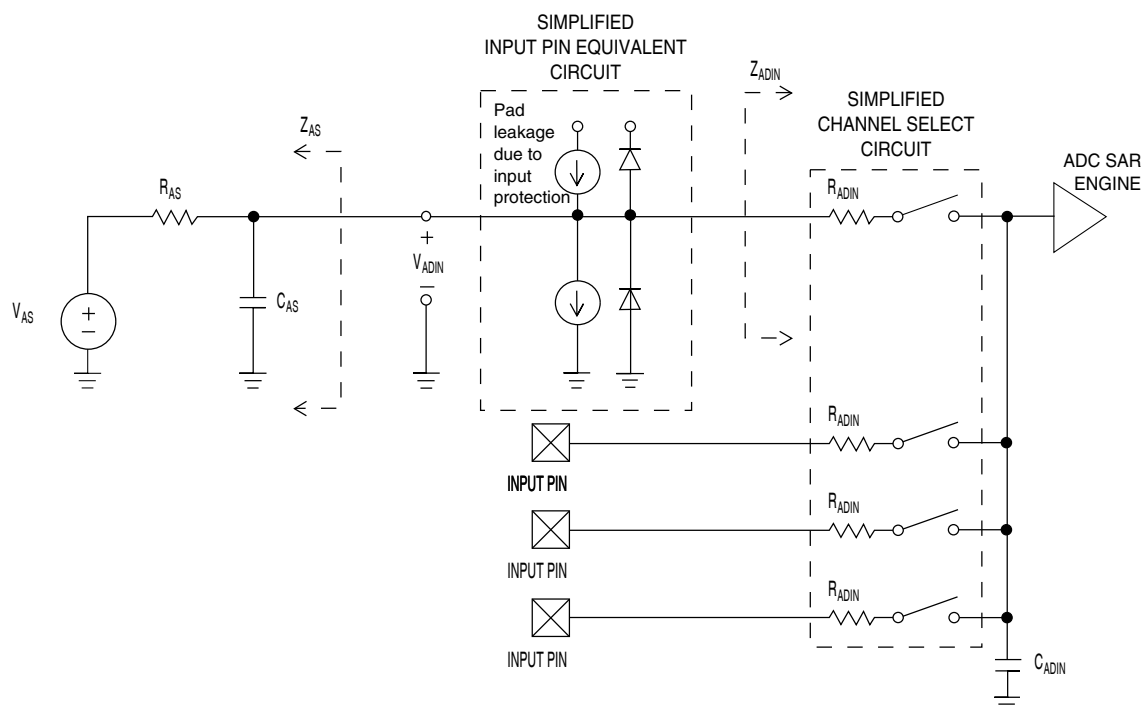 SIMPLIFIED
INPUT PIN EQUIVALENT
CIRCUIT
Pad
leakage
due to
input
protection
Z_ADIN
SIMPLIFIED
CHANNEL SELECT
CIRCUIT
ADC SAR
ENGINE
Z_AS
R_AS
R_ADIN
+
V_ADIN
−
C_AS
V_AS
+
−
R_ADIN
INPUT PIN
R_ADIN
INPUT PIN
R_ADIN
INPUT PIN
C_ADIN